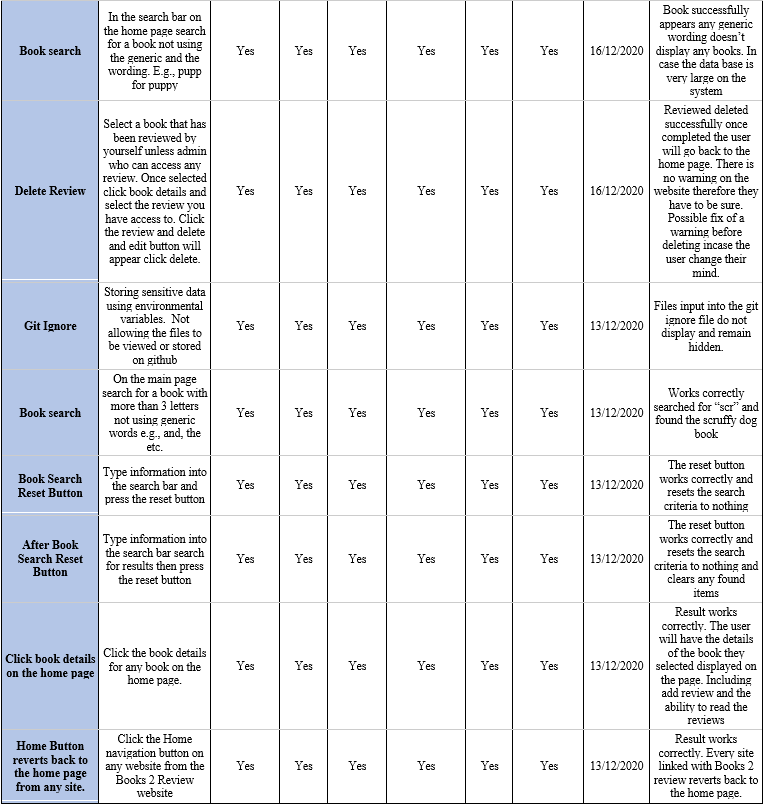 Book search
In the search bar on
the home page search
for a book not using
the generic and the
wording. E.g., pupp
for puppy
Yes
Yes
Yes
Yes
Yes
Yes
16/12/2020
Book successfully
appears any generic
wording doesn't
display any books. In
case the data base is
very large on the
system
Delete Review
Select a book that has
been reviewed by
yourself unless admin
who can access any
review. Once selected
click book details and
select the review you
have access to. Click
the review and delete
and edit button will
appear click delete.
Yes
Yes
Yes
Yes
Yes
Yes
16/12/2020
Reviewed deleted
successfully once
completed the user
will go back to the
home page. There is
no warning on the
website therefore they
have to be sure.
Possible fix of a
warning before
deleting incase the
user change their
mind.
Git Ignore
Storing sensitive data
using environmental
variables.  Not
allowing the files to
be viewed or stored
on github
Yes
Yes
Yes
Yes
Yes
Yes
13/12/2020
Files input into the git
ignore file do not
display and remain
hidden.
Book search
On the main page
search for a book with
more than 3 letters
not using generic
words e.g., and, the
etc.
Yes
Yes
Yes
Yes
Yes
Yes
13/12/2020
Works correctly
searched for "scr" and
found the scruffy dog
book
Book Search
Reset Button
Type information into
the search bar and
press the reset button
Yes
Yes
Yes
Yes
Yes
Yes
13/12/2020
The reset button
works correctly and
resets the search
criteria to nothing
After Book
Search Reset
Button
Type information into
the search bar search
for results then press
the reset button
Yes
Yes
Yes
Yes
Yes
Yes
13/12/2020
The reset button
works correctly and
resets the search
criteria to nothing and
clears any found
items
Click book details
on the home page
Click the book details
for any book on the
home page.
Yes
Yes
Yes
Yes
Yes
Yes
13/12/2020
Result works
correctly. The user
will have the details
of the book they
selected displayed on
the page. Including
add review and the
ability to read the
reviews
Home Button
reverts back to
the home page
from any site.
Click the Home
navigation button on
any website from the
Books 2 Review
website
Yes
Yes
Yes
Yes
Yes
Yes
13/12/2020
Result works
correctly. Every site
linked with Books 2
review reverts back to
the home page.